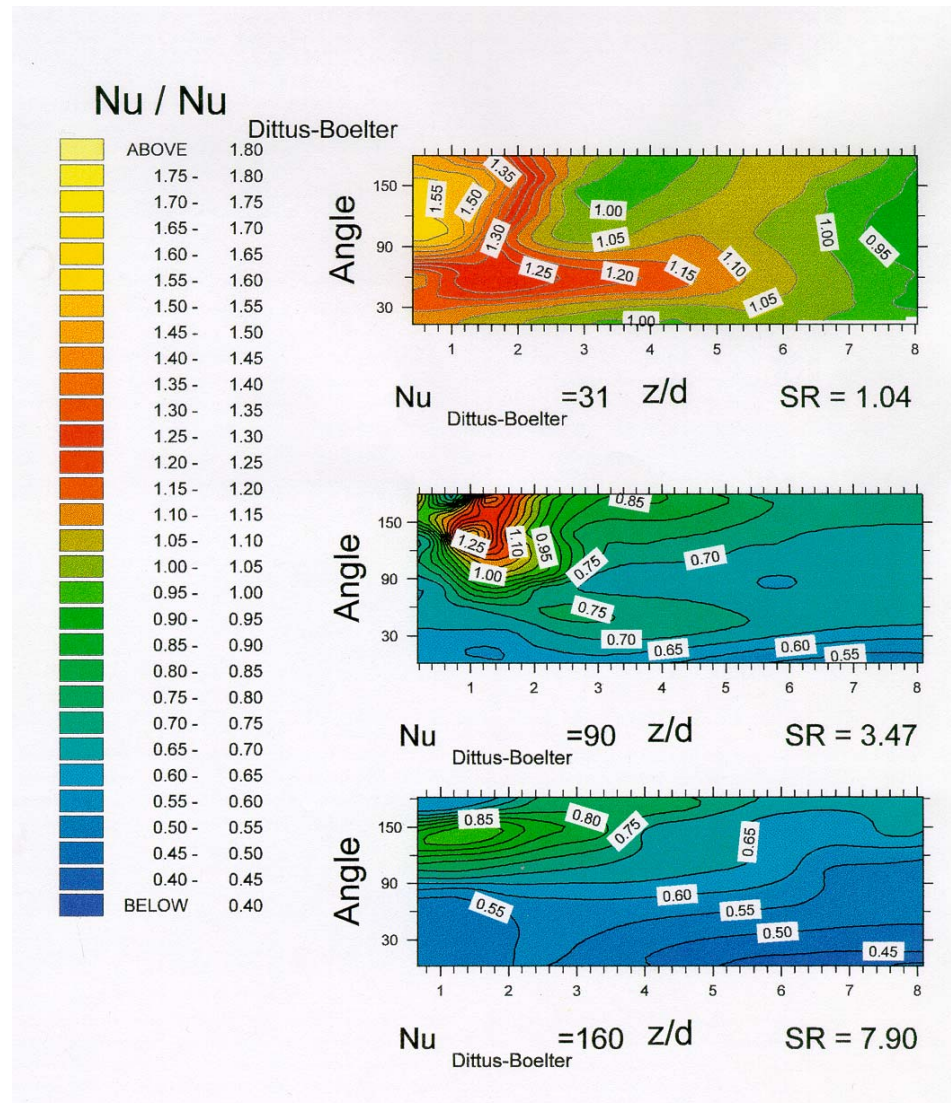 Nu / Nu
Dittus-Boelter
ABOVE 1.80
1.75 - 1.80
1.70 - 1.75
1.65 - 1.70
1.60 - 1.65
1.55 - 1.60
1.50 - 1.55
1.45 - 1.50
1.40 - 1.45
1.35 - 1.40
1.30 - 1.35
1.25 - 1.30
1.20 - 1.25
1.15 - 1.20
1.10 - 1.15
1.05 - 1.10
1.00 - 1.05
0.95 - 1.00
0.90 - 0.95
0.85 - 0.90
0.80 - 0.85
0.75 - 0.80
0.70 - 0.75
0.65 - 0.70
0.60 - 0.65
0.55 - 0.60
0.50 - 0.55
0.45 - 0.50
0.40 - 0.45
BELOW 0.40
Angle
150
90
30
1.35
1.55
1.50
1.00
1.30
1.05
1.00
0.95
1.25
1.20
1.15
1.10
1.05
1.00
1 2 3 4 5 6 7 8
Nu =31 z/d SR = 1.04
Dittus-Boelter
Angle
150
90
30
0.85
1.25
1.10
0.95
1.00
0.75
0.70
0.75
0.70
0.65
0.60
0.55
1 2 3 4 5 6 7 8
Nu =90 z/d SR = 3.47
Dittus-Boelter
Angle
150
90
30
0.85
0.80
0.75
0.65
0.60
0.55
0.55
0.50
0.45
1 2 3 4 5 6 7 8
Nu =160 z/d SR = 7.90
Dittus-Boelter